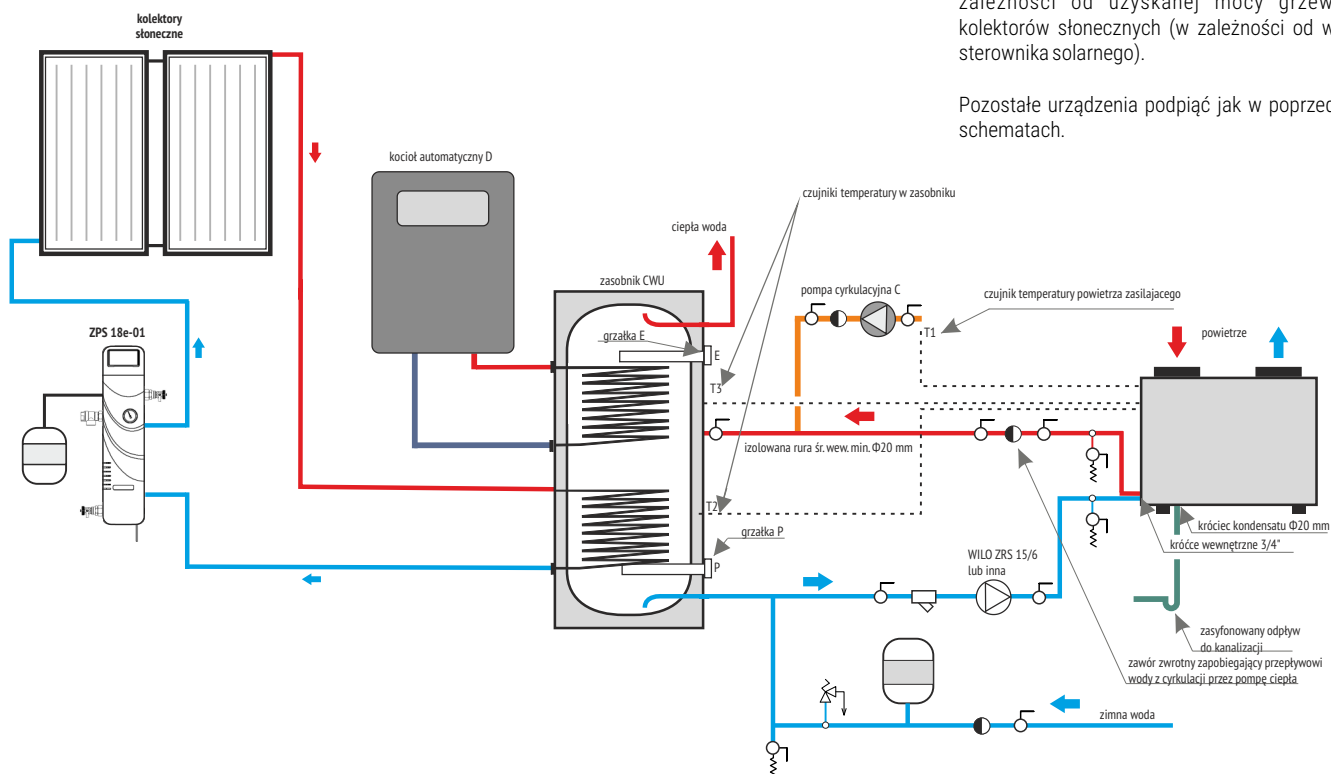 zależności od uzyskanej mocy grzew
kolektorów słonecznych (w zależności od w
sterownika solarnego).
Pozostałe urządzenia podpiąć jak w poprzed
schematach.
kolektory
słoneczne
kocioł automatyczny D
czujniki temperatury w zasobniku
ciepła woda
zasobnik CWU
pompa cyrkulacyjna C
czujnik temperatury powietrza zasilajacego
powietrze
T1
ZPS 18e-01
grzałka E
E
T3
izolowana rura śr. wew. min. Φ20 mm
T2
grzałka P
P
WILO ZRS 15/6
lub inna
króciec kondensatu Φ20 mm
króćce wewnętrzne 3/4"
zasyfonowany odpływ
do kanalizacji
zawór zwrotny zapobiegający przepływowi
wody z cyrkulacji przez pompę ciepła
zimna woda